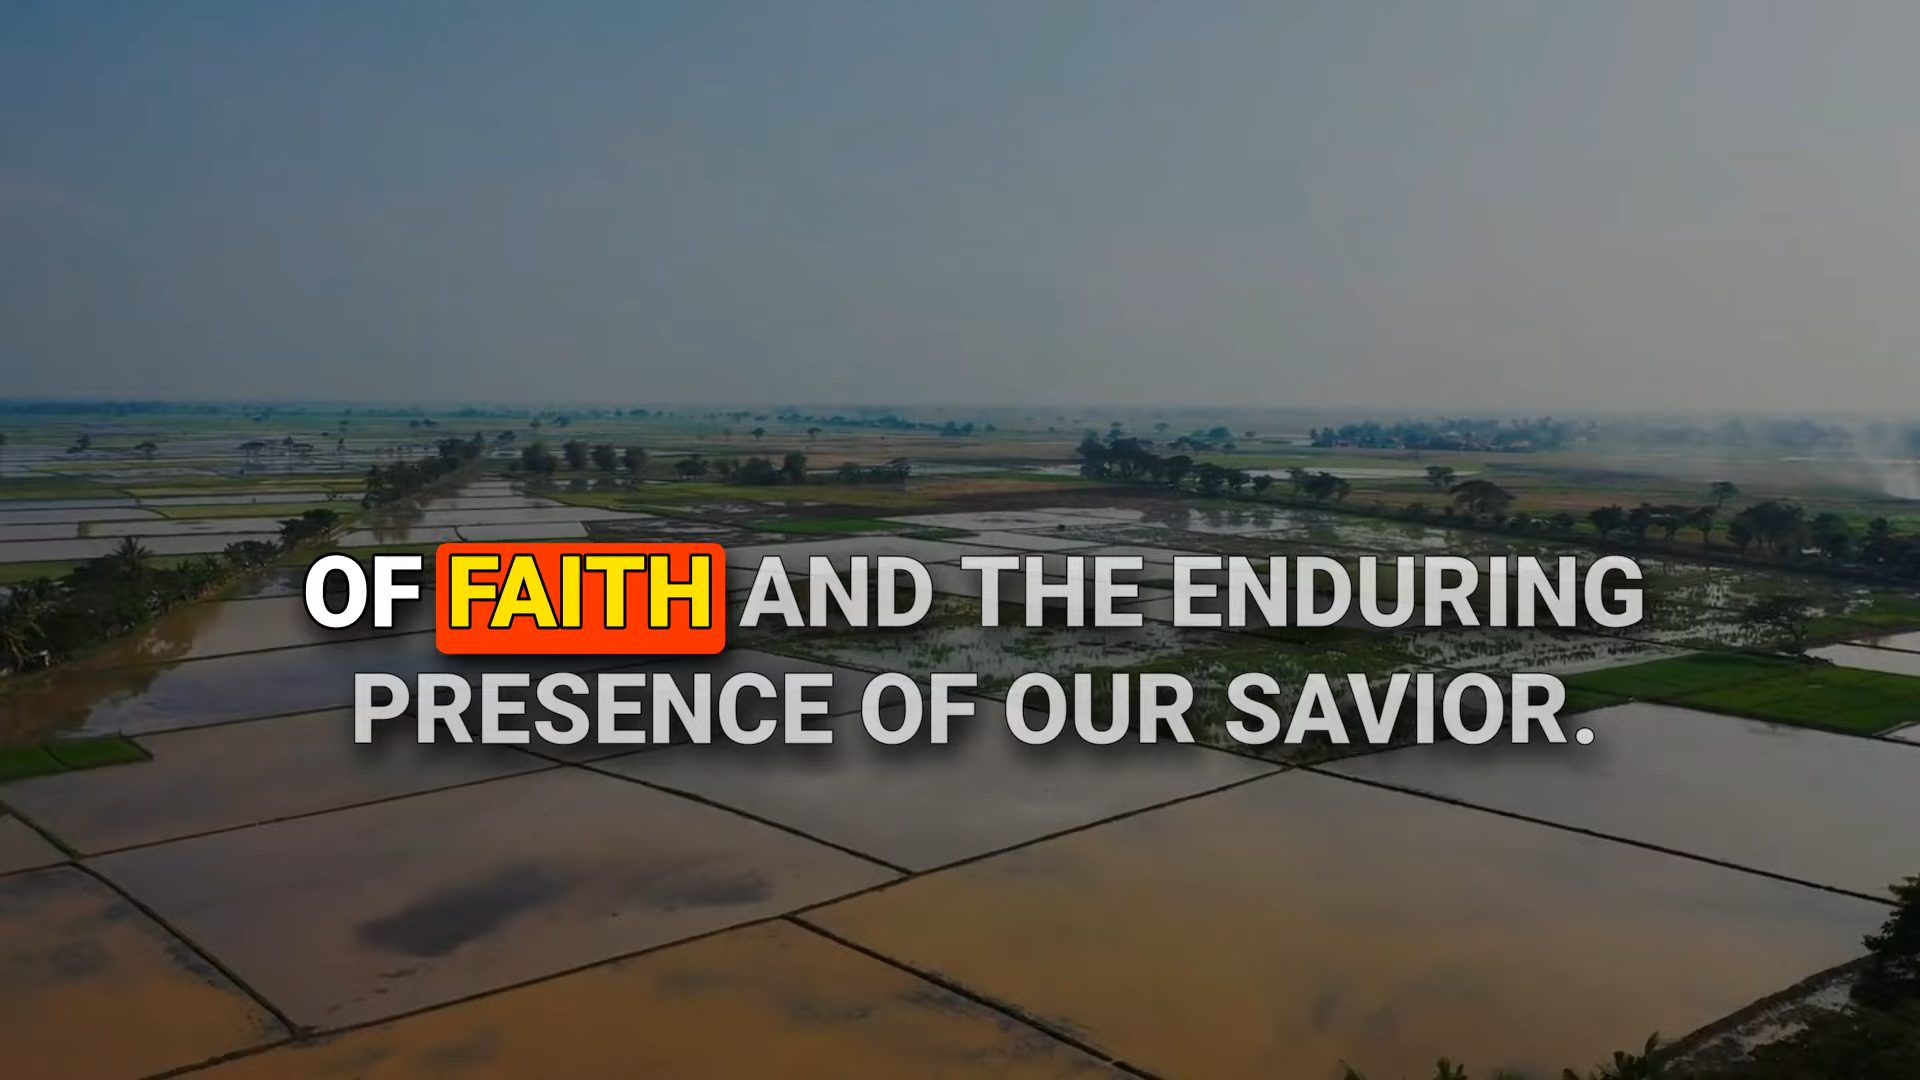 OF FAITH AND THE ENDURING
PRESENCE OF OUR SAVIOR.